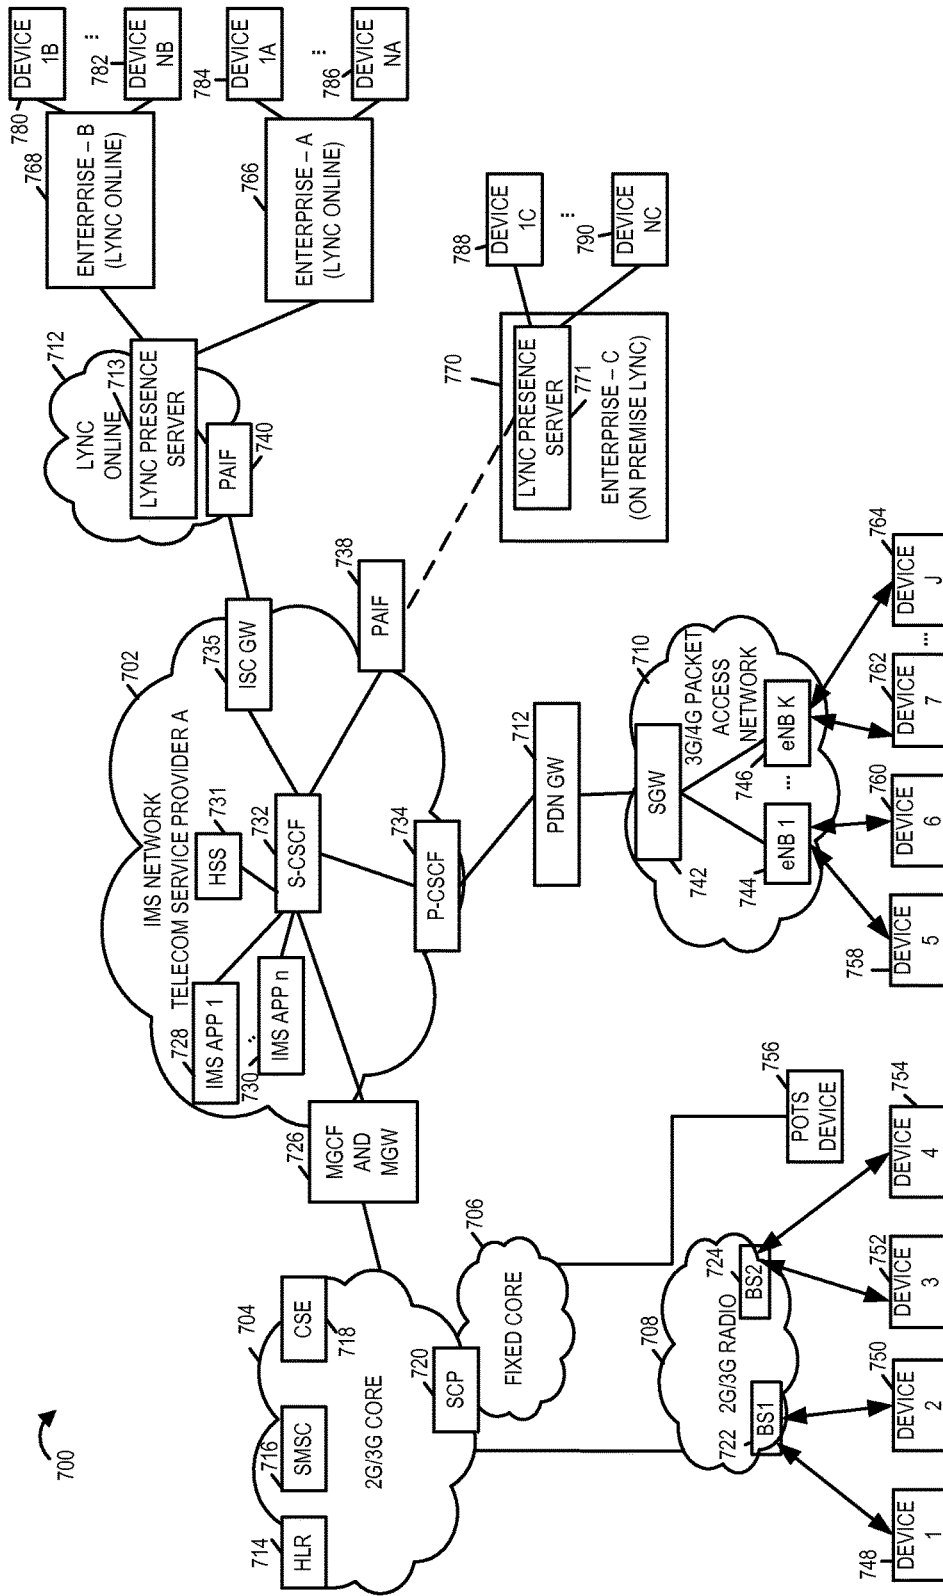 700
704
714
HLR
716
SMSC
CSE
718
2G/3G CORE
720
SCP
706
FIXED CORE
708
2G/3G RADIO
722
BS1
724
BS2
748
DEVICE
1
DEVICE
2
750
DEVICE
3
752
DEVICE
4
754
756
POTS
DEVICE
726
MGCF
AND
MGW
702
IMS NETWORK
TELECOM SERVICE PROVIDER A
728
IMS APP 1
..
730
IMS APP n
HSS
731
732
S-CSCF
734
P-CSCF
735
ISC GW
738
PAIF
712
PDN GW
710
3G/4G PACKET
ACCESS
NETWORK
SGW
742
744
eNB 1
...
746
eNB K
758
DEVICE
5
760
DEVICE
6
762
DEVICE
7
...
764
DEVICE
J
712
LYNC
ONLINE
713
LYNC PRESENCE
SERVER
PAIF
740
768
ENTERPRISE – B
(LYNC ONLINE)
766
ENTERPRISE – A
(LYNC ONLINE)
780
DEVICE
1B
...
782
DEVICE
NB
784
DEVICE
1A
...
786
DEVICE
NA
770
LYNC PRESENCE
SERVER
771
ENTERPRISE – C
(ON PREMISE LYNC)
788
DEVICE
1C
...
790
DEVICE
NC